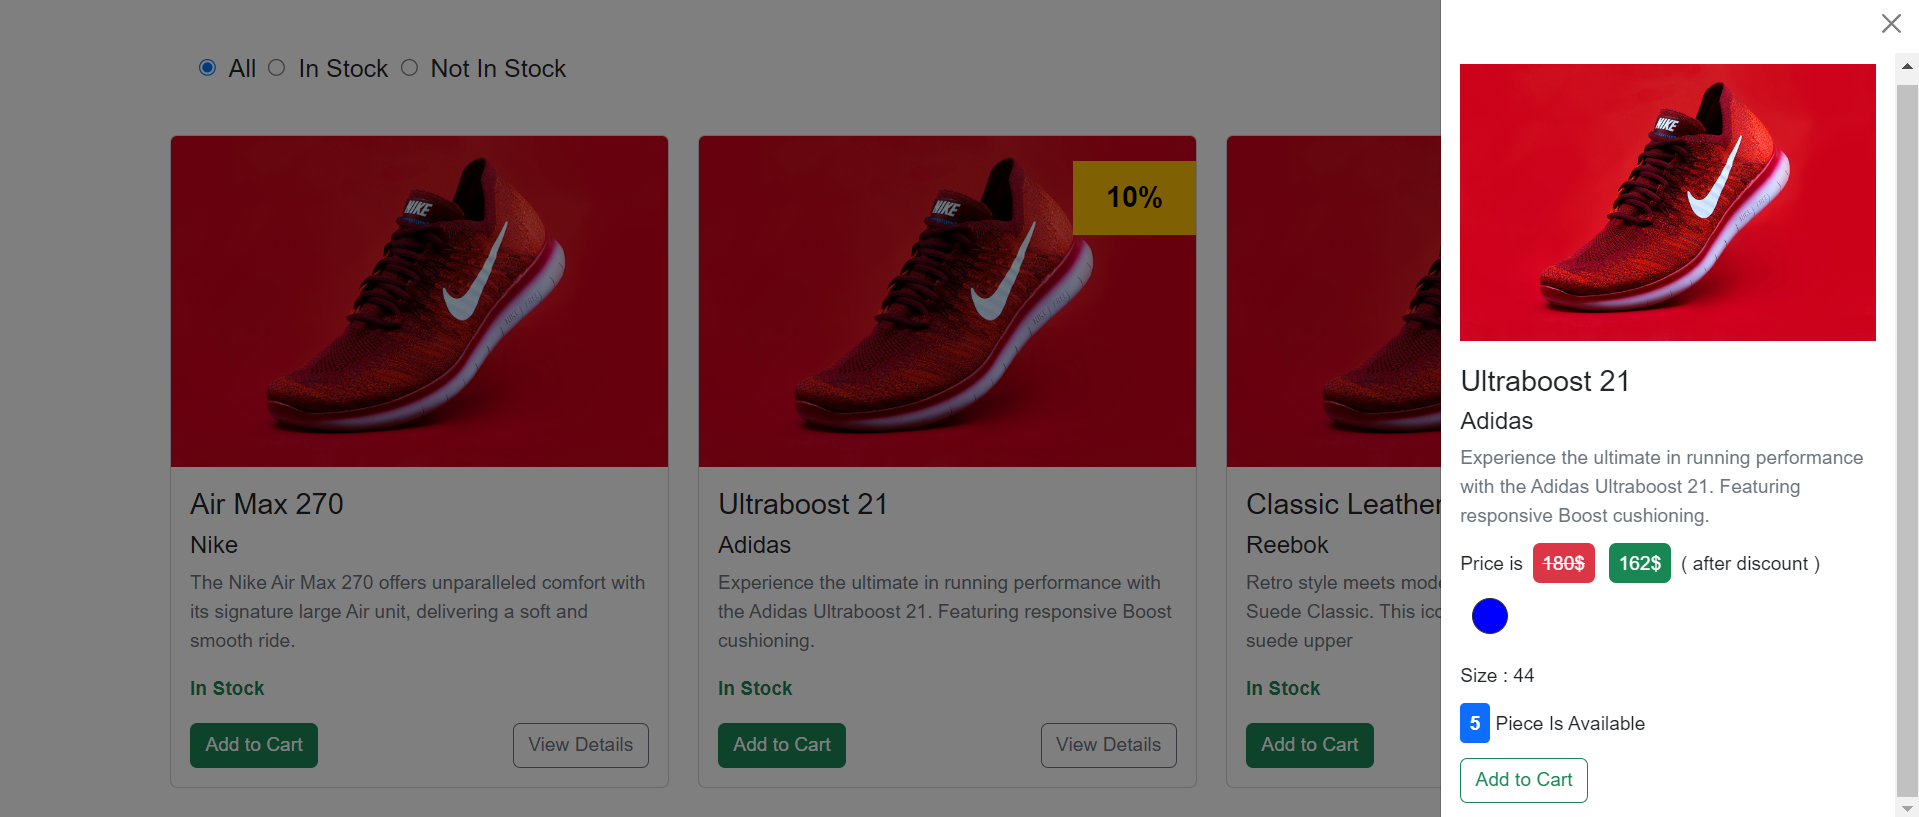 All In Stock Not In Stock
NIKE
Air Max 270
Nike
The Nike Air Max 270 offers unparalleled comfort with
its signature large Air unit, delivering a soft and
smooth ride.
In Stock
Add to Cart View Details
10%
NIKE
Ultraboost 21
Adidas
Experience the ultimate in running performance with
the Adidas Ultraboost 21. Featuring responsive Boost
cushioning.
In Stock
Add to Cart View Details
Classic Leather
Reebok
Retro style meets
Suede Classic. This
suede upper
In Stock
Add to Cart
NIKE
Ultraboost 21
Adidas
Experience the ultimate in running performance
with the Adidas Ultraboost 21. Featuring
responsive Boost cushioning.
Price is 180$ 162$ ( after discount )
Size : 44
5 Piece Is Available
Add to Cart